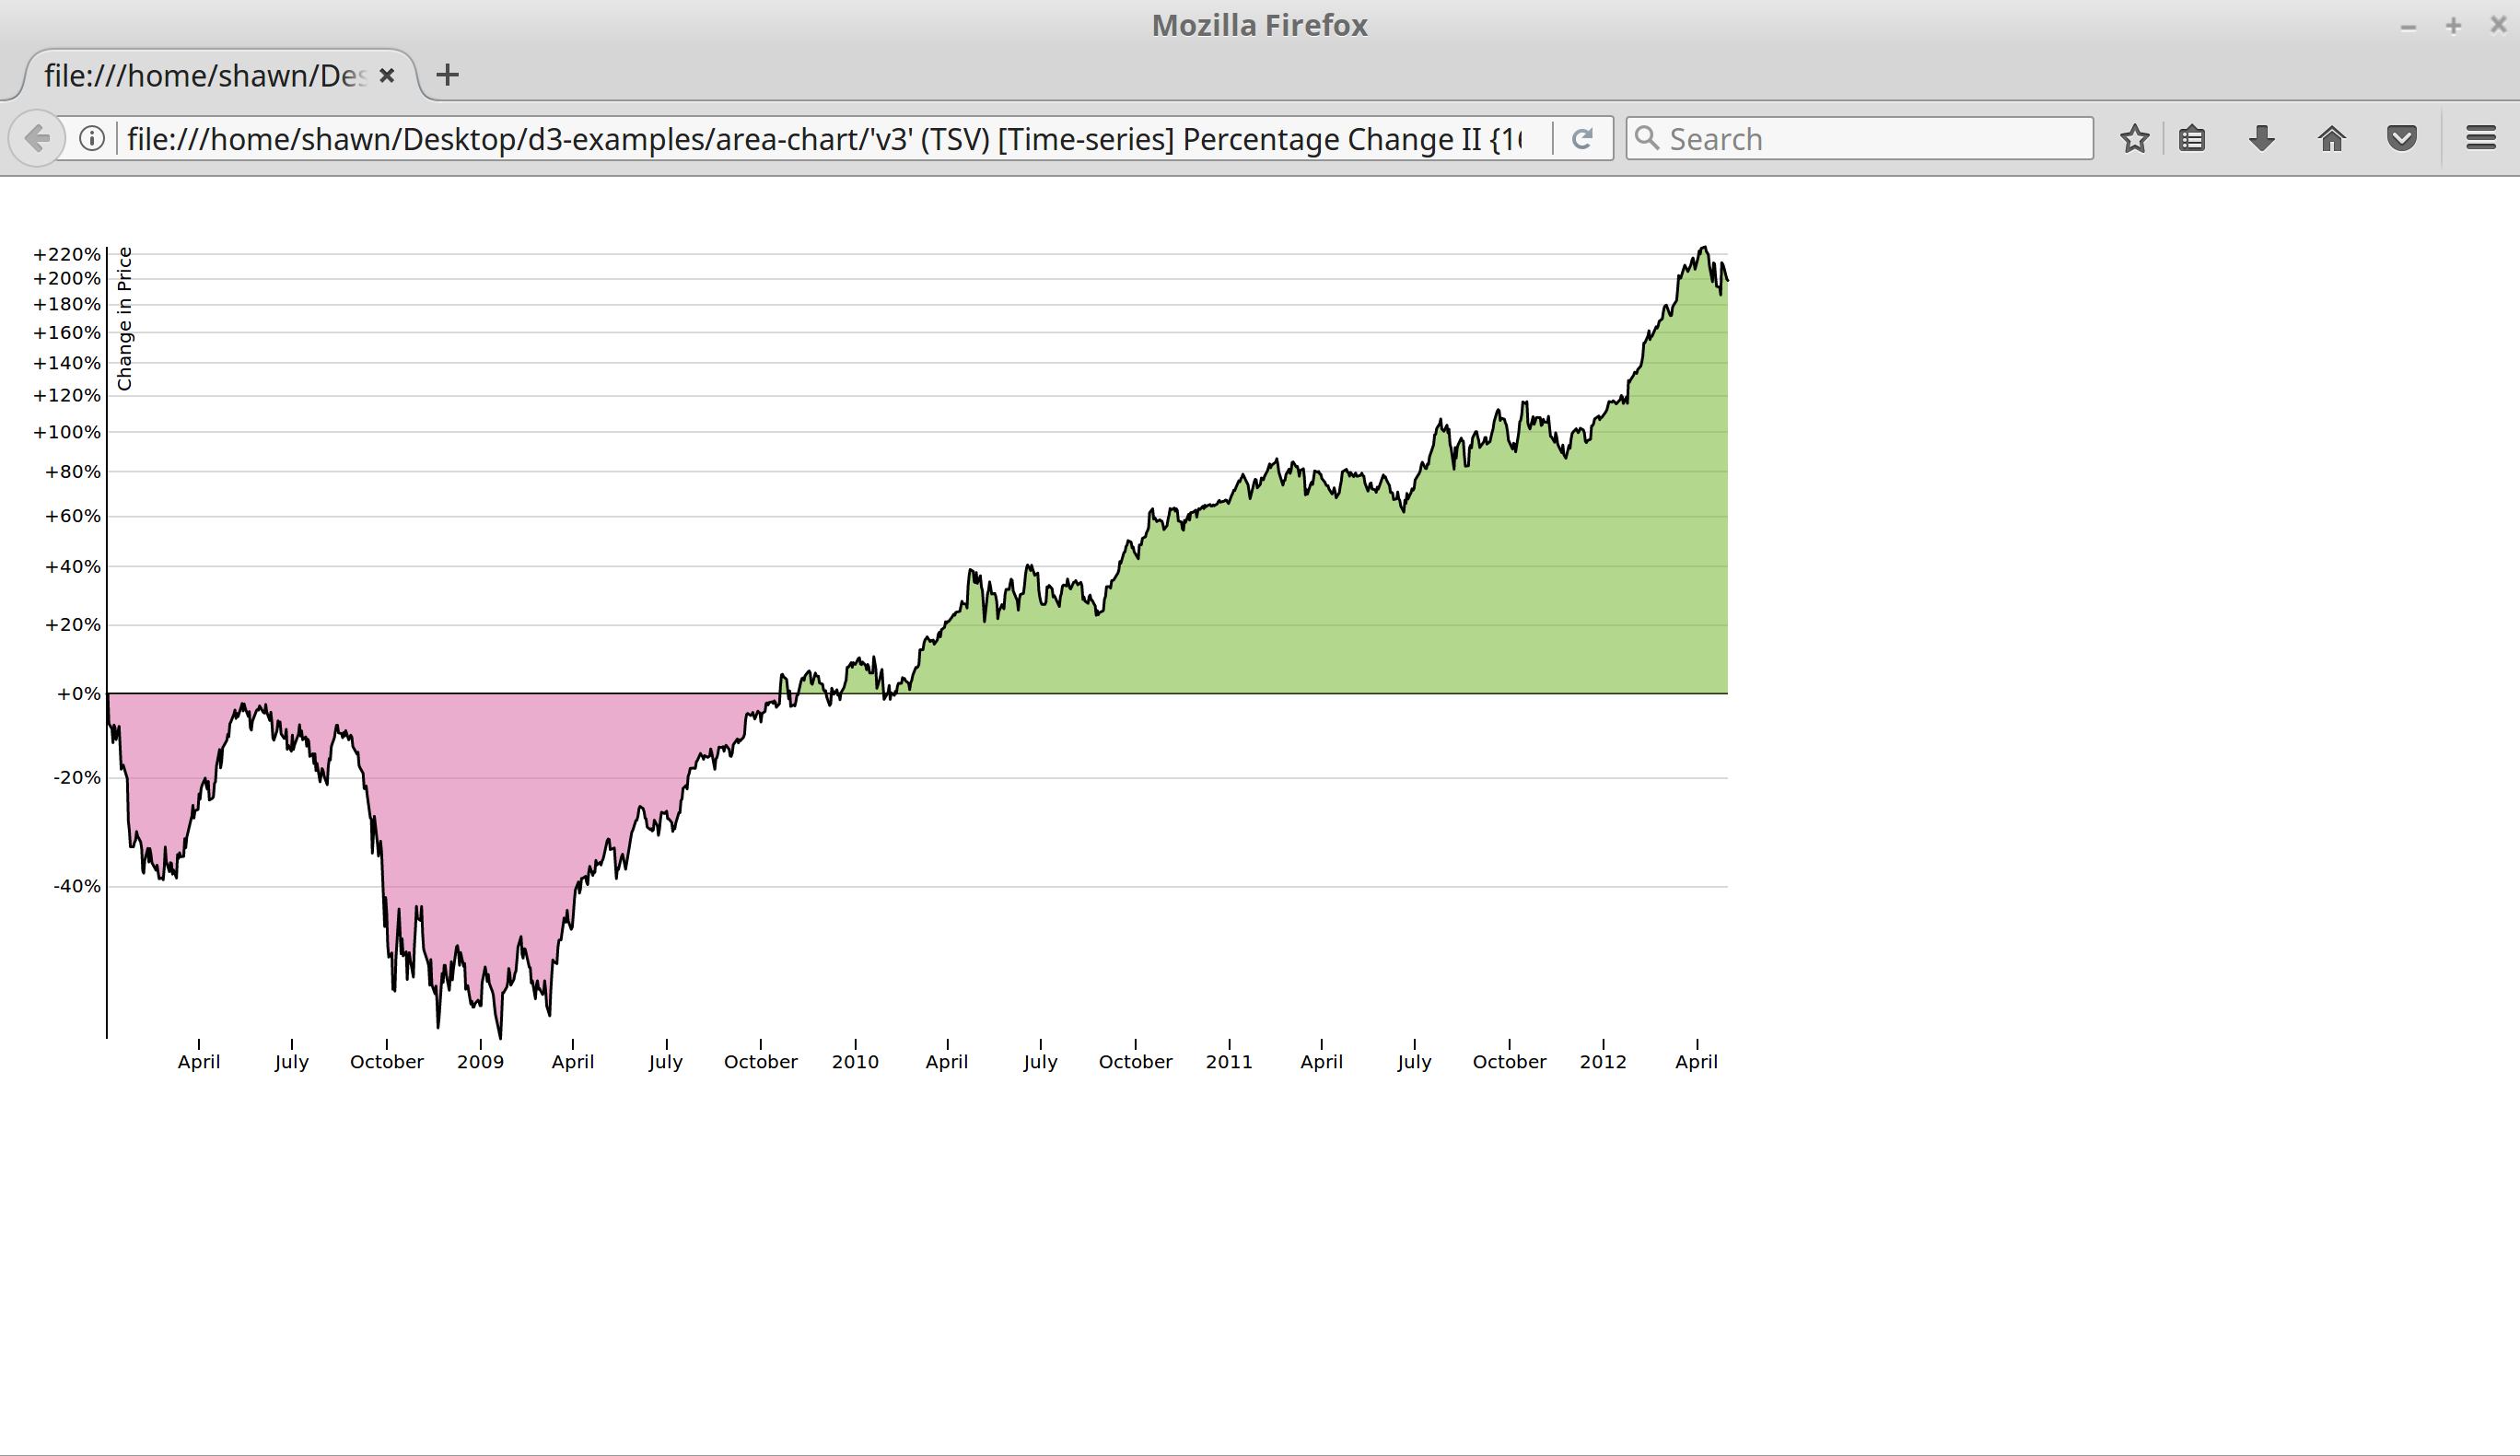 Mozilla Firefox
file:///home/shawn/Des
file:///home/shawn/Desktop/d3-examples/area-chart/'v3' (TSV) [Time-series] Percentage Change II {16
Search
+220%
+200%
+180%
+160%
+140%
+120%
+100%
+80%
+60%
+40%
+20%
+0%
-20%
-40%
Change in Price
April July October 2009 April July October 2010 April July October 2011 April July October 2012 April